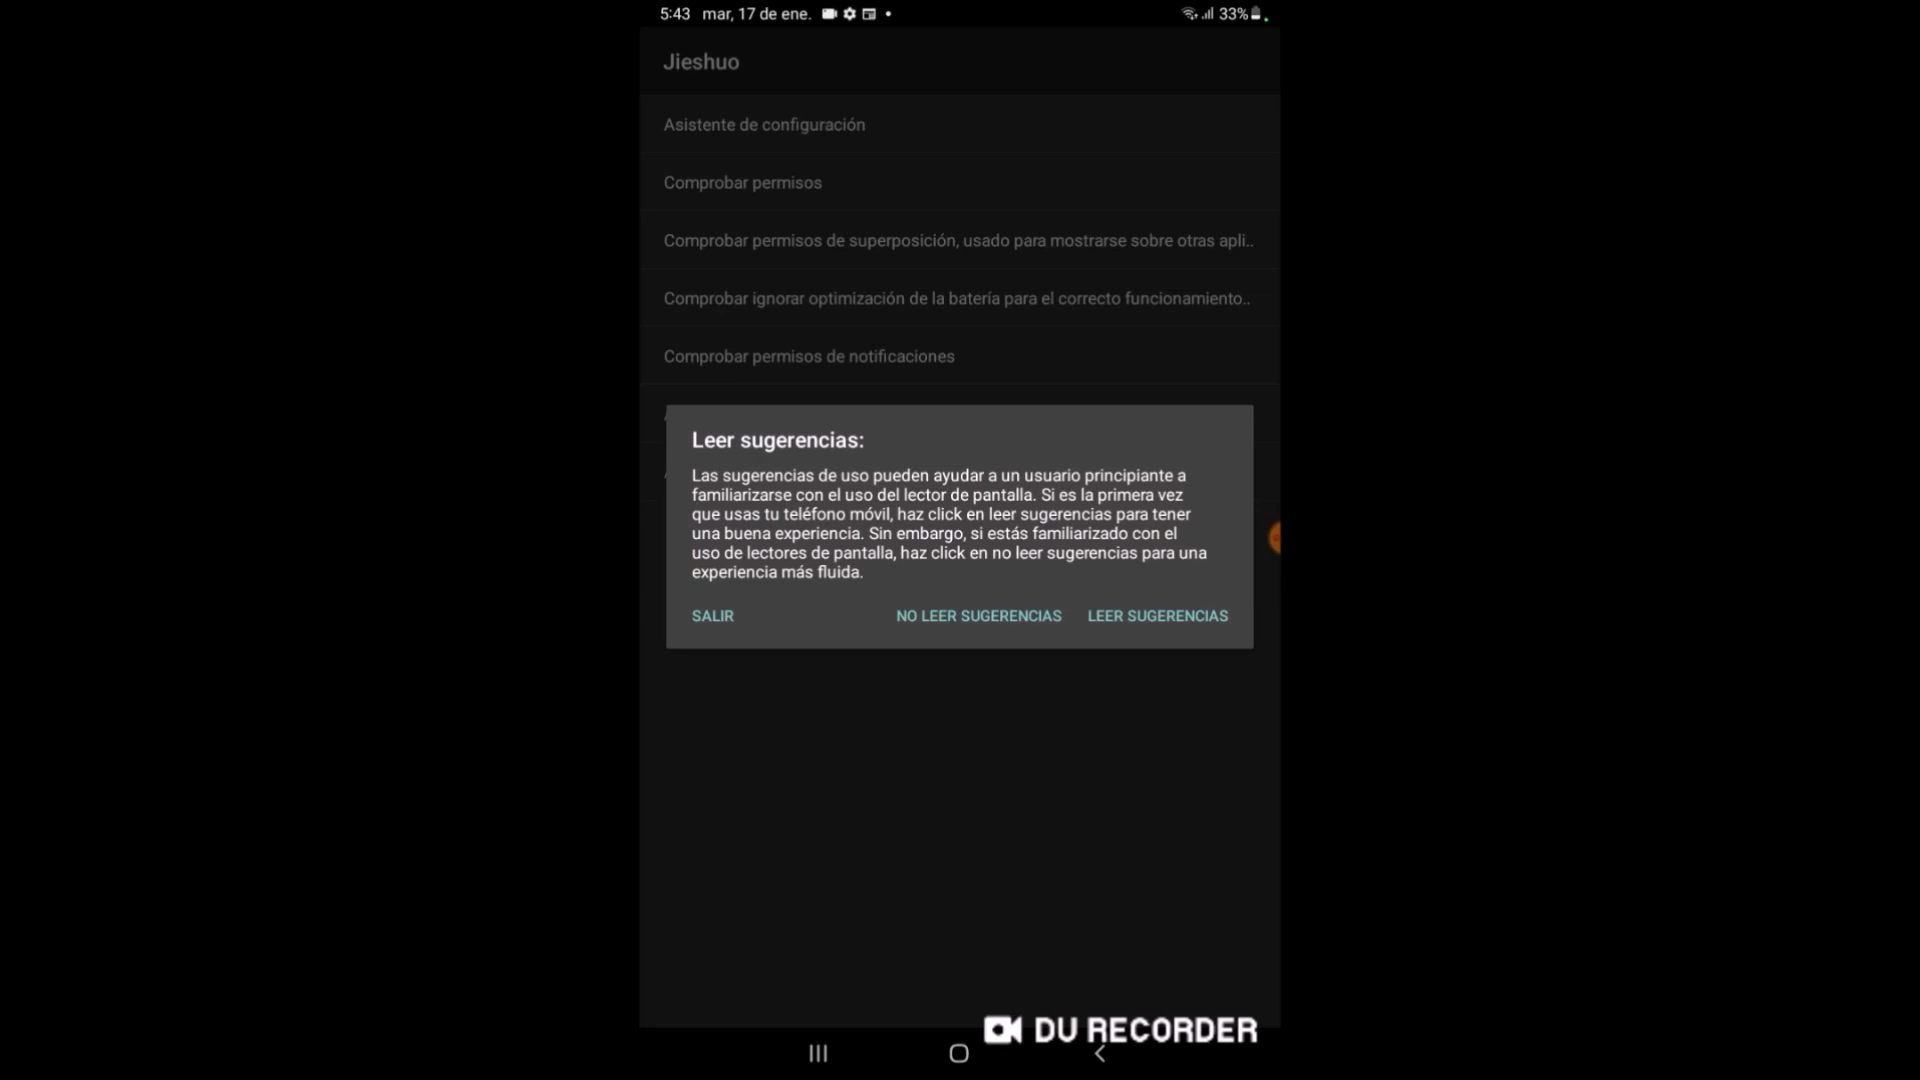 5:43 mar, 17 de ene. 33%
Jieshuo
Asistente de configuración
Comprobar permisos
Comprobar permisos de superposición, usado para mostrarse sobre otras apli..
Comprobar ignorar optimización de la batería para el correcto funcionamiento..
Comprobar permisos de notificaciones
Leer sugerencias:
Las sugerencias de uso pueden ayudar a un usuario principiante a
familiarizarse con el uso del lector de pantalla. Si es la primera vez
que usas tu teléfono móvil, haz click en leer sugerencias para tener
una buena experiencia. Sin embargo, si estás familiarizado con el
uso de lectores de pantalla, haz click en no leer sugerencias para una
experiencia más fluida.
SALIR NO LEER SUGERENCIAS LEER SUGERENCIAS
DU RECORDER